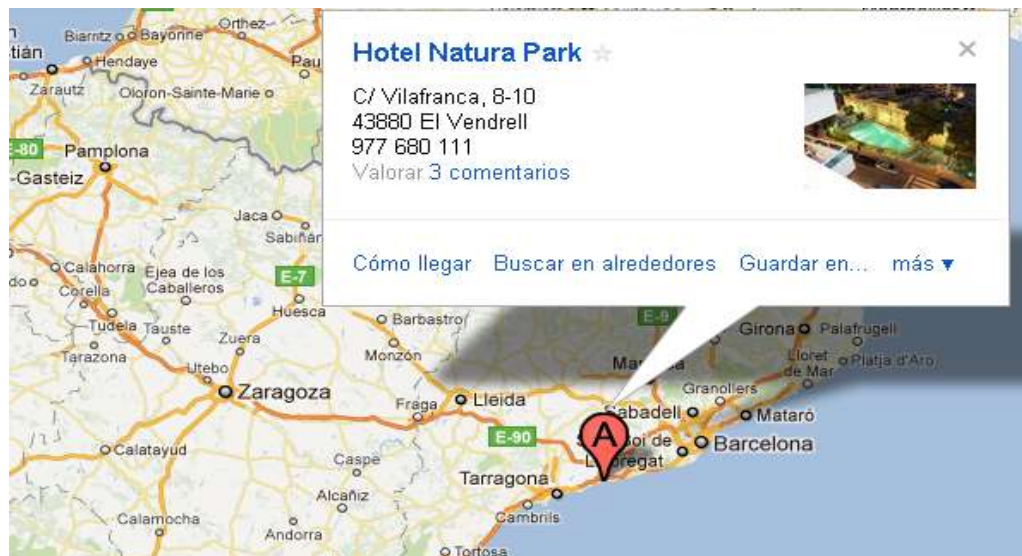 Hotel Natura Park
C/ Vilafranca, 8-10
43880 El Vendrell
977 680 111
Valorar 3 comentarios
Cómo llegar Buscar en alrededores Guardar en... más
Biarritz Bayonne Orthez
tián Hendaye Pau
Zarautz Oloron-Sainte-Marie
E-80 Pamplona
-Gasteiz
Jaca
Sabiñán
Calahorra Ejea de los Caballeros E-7
Corella Huesca
Tudela Tauste Barbastro E-9 Girona Palafrugell
Zuera
Tarazona Monzón Lloret de Mar Platja d'Aro
Utebo
Zaragoza Granollers
Fraga Lleida Sabadell Mataró
A
E-90 Barcelona
Calatayud
Caspe
Tarragona
Alcañiz
Calamocha Cambrils
Andorra
Tortosa